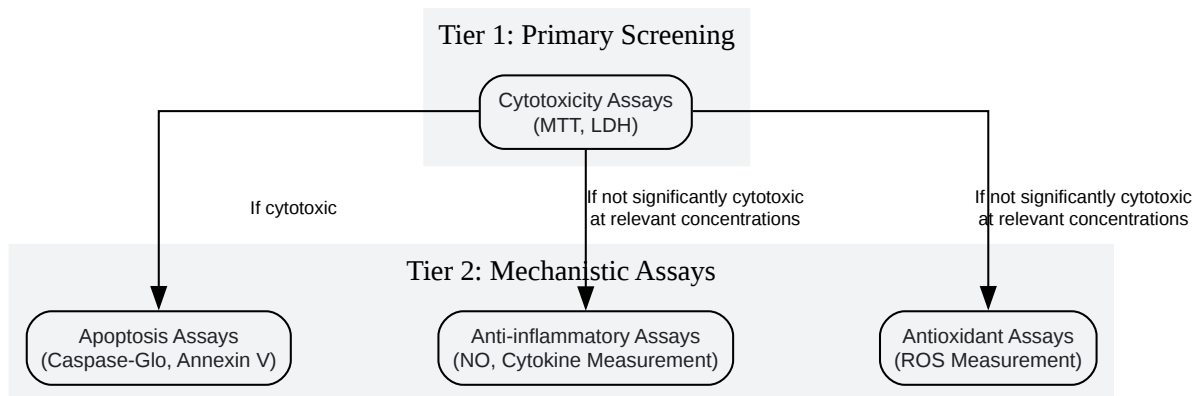 Tier 1: Primary Screening
Cytotoxicity Assays
(MTT, LDH)
If cytotoxic
If not significantly cytotoxic
at relevant concentrations
If not significantly cytotoxic
at relevant concentrations
Tier 2: Mechanistic Assays
Apoptosis Assays
(Caspase-Glo, Annexin V)
Anti-inflammatory Assays
(NO, Cytokine Measurement)
Antioxidant Assays
(ROS Measurement)